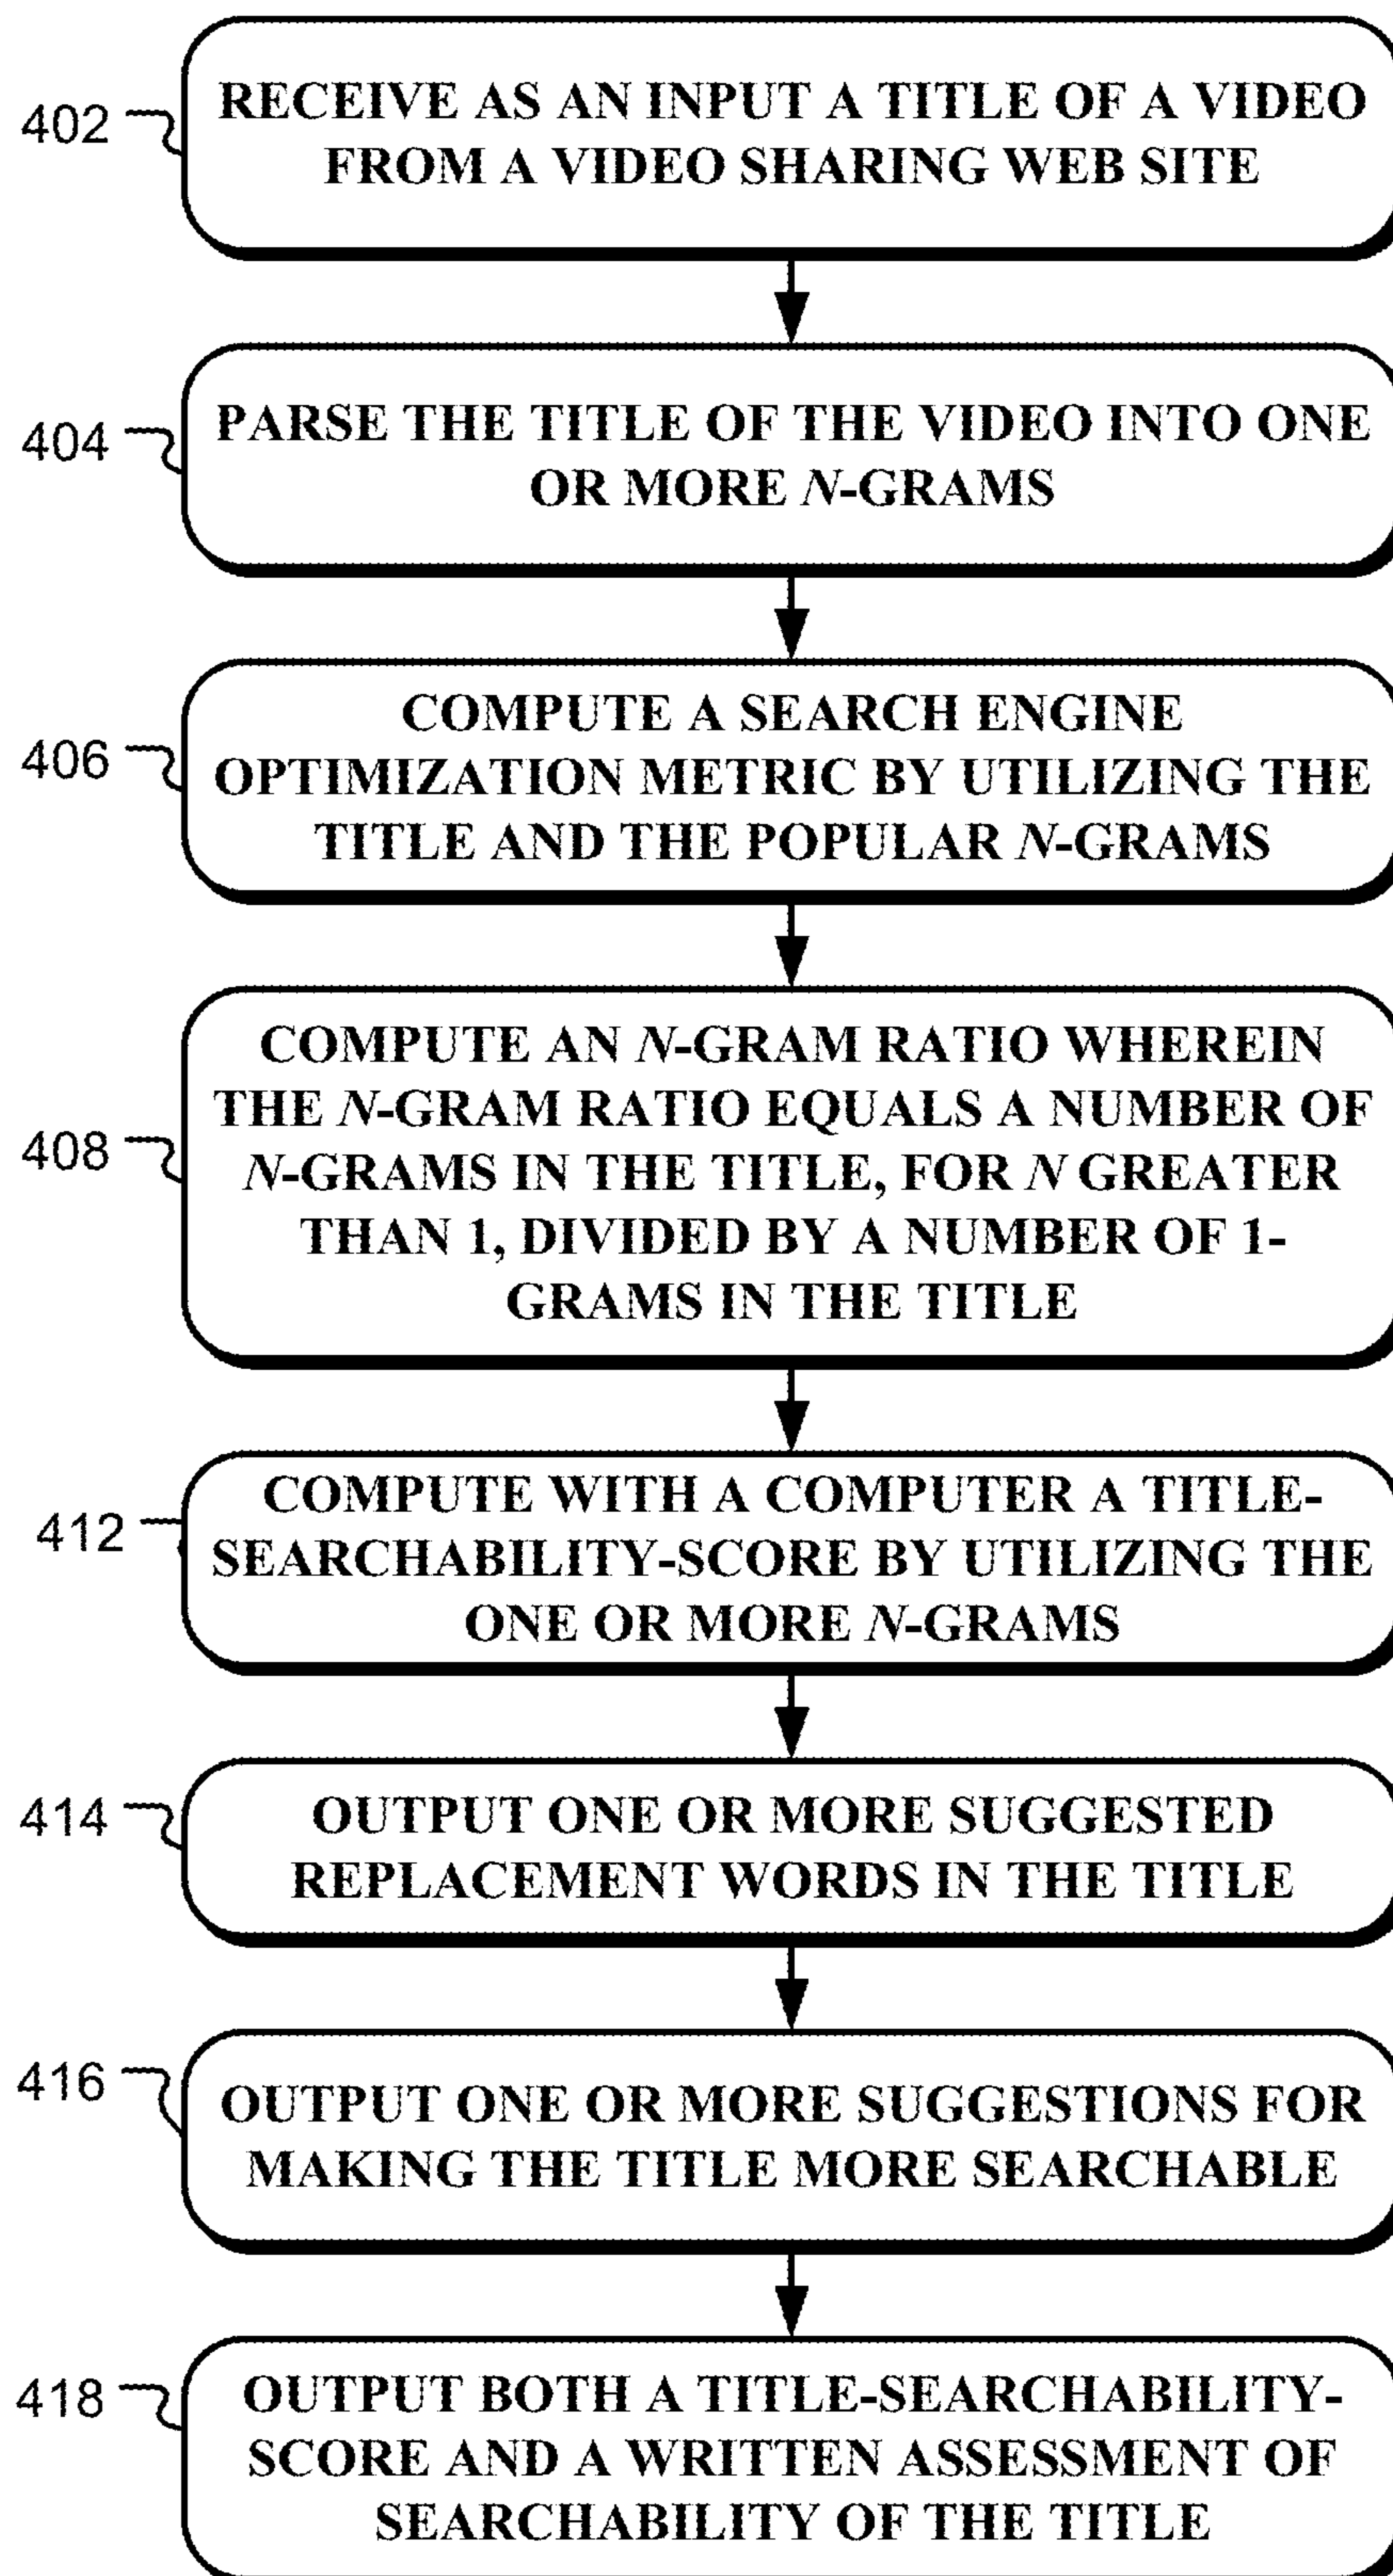 402
RECEIVE AS AN INPUT A TITLE OF A VIDEO
FROM A VIDEO SHARING WEB SITE
404
PARSE THE TITLE OF THE VIDEO INTO ONE
OR MORE N-GRAMS
406
COMPUTE A SEARCH ENGINE
OPTIMIZATION METRIC BY UTILIZING THE
TITLE AND THE POPULAR N-GRAMS
408
COMPUTE AN N-GRAM RATIO WHEREIN
THE N-GRAM RATIO EQUALS A NUMBER OF
N-GRAMS IN THE TITLE, FOR N GREATER
THAN 1, DIVIDED BY A NUMBER OF 1-
GRAMS IN THE TITLE
412
COMPUTE WITH A COMPUTER A TITLE-
SEARCHABILITY-SCORE BY UTILIZING THE
ONE OR MORE N-GRAMS
414
OUTPUT ONE OR MORE SUGGESTED
REPLACEMENT WORDS IN THE TITLE
416
OUTPUT ONE OR MORE SUGGESTIONS FOR
MAKING THE TITLE MORE SEARCHABLE
418
OUTPUT BOTH A TITLE-SEARCHABILITY-
SCORE AND A WRITTEN ASSESSMENT OF
SEARCHABILITY OF THE TITLE